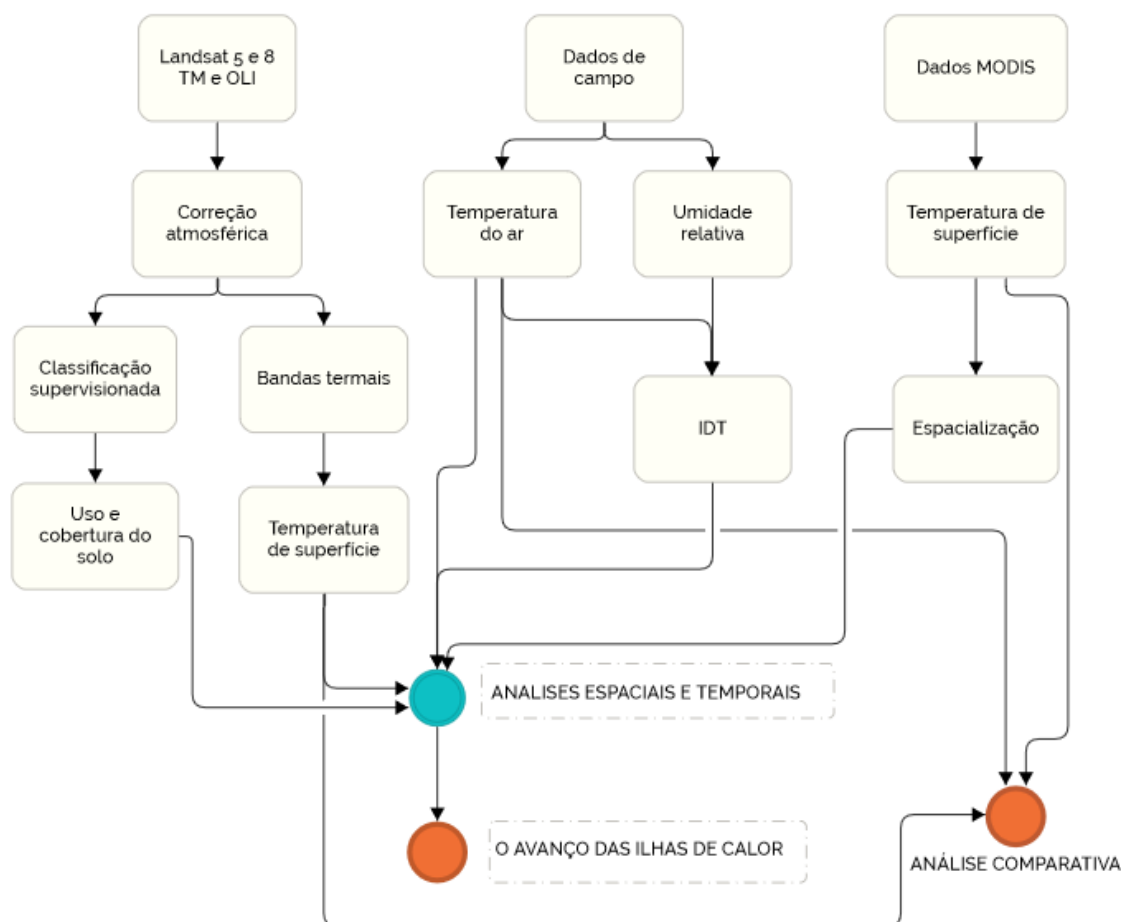 Landsat 5 e 8
TM e OLI
Dados de
campo
Dados MODIS
Correção
atmosférica
Temperatura
do ar
Umidade
relativa
Temperatura de
superfície
Classificação
supervisionada
Bandas termais
IDT
Espacialização
Uso e
cobertura do
solo
Temperatura
de superfície
ANALISES ESPACIAIS E TEMPORAIS
O AVANÇO DAS ILHAS DE CALOR
ANÁLISE COMPARATIVA